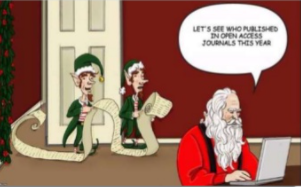 LET'S SEE WHO PUBLISHED
IN OPEN ACCESS
JOURNALS THIS YEAR